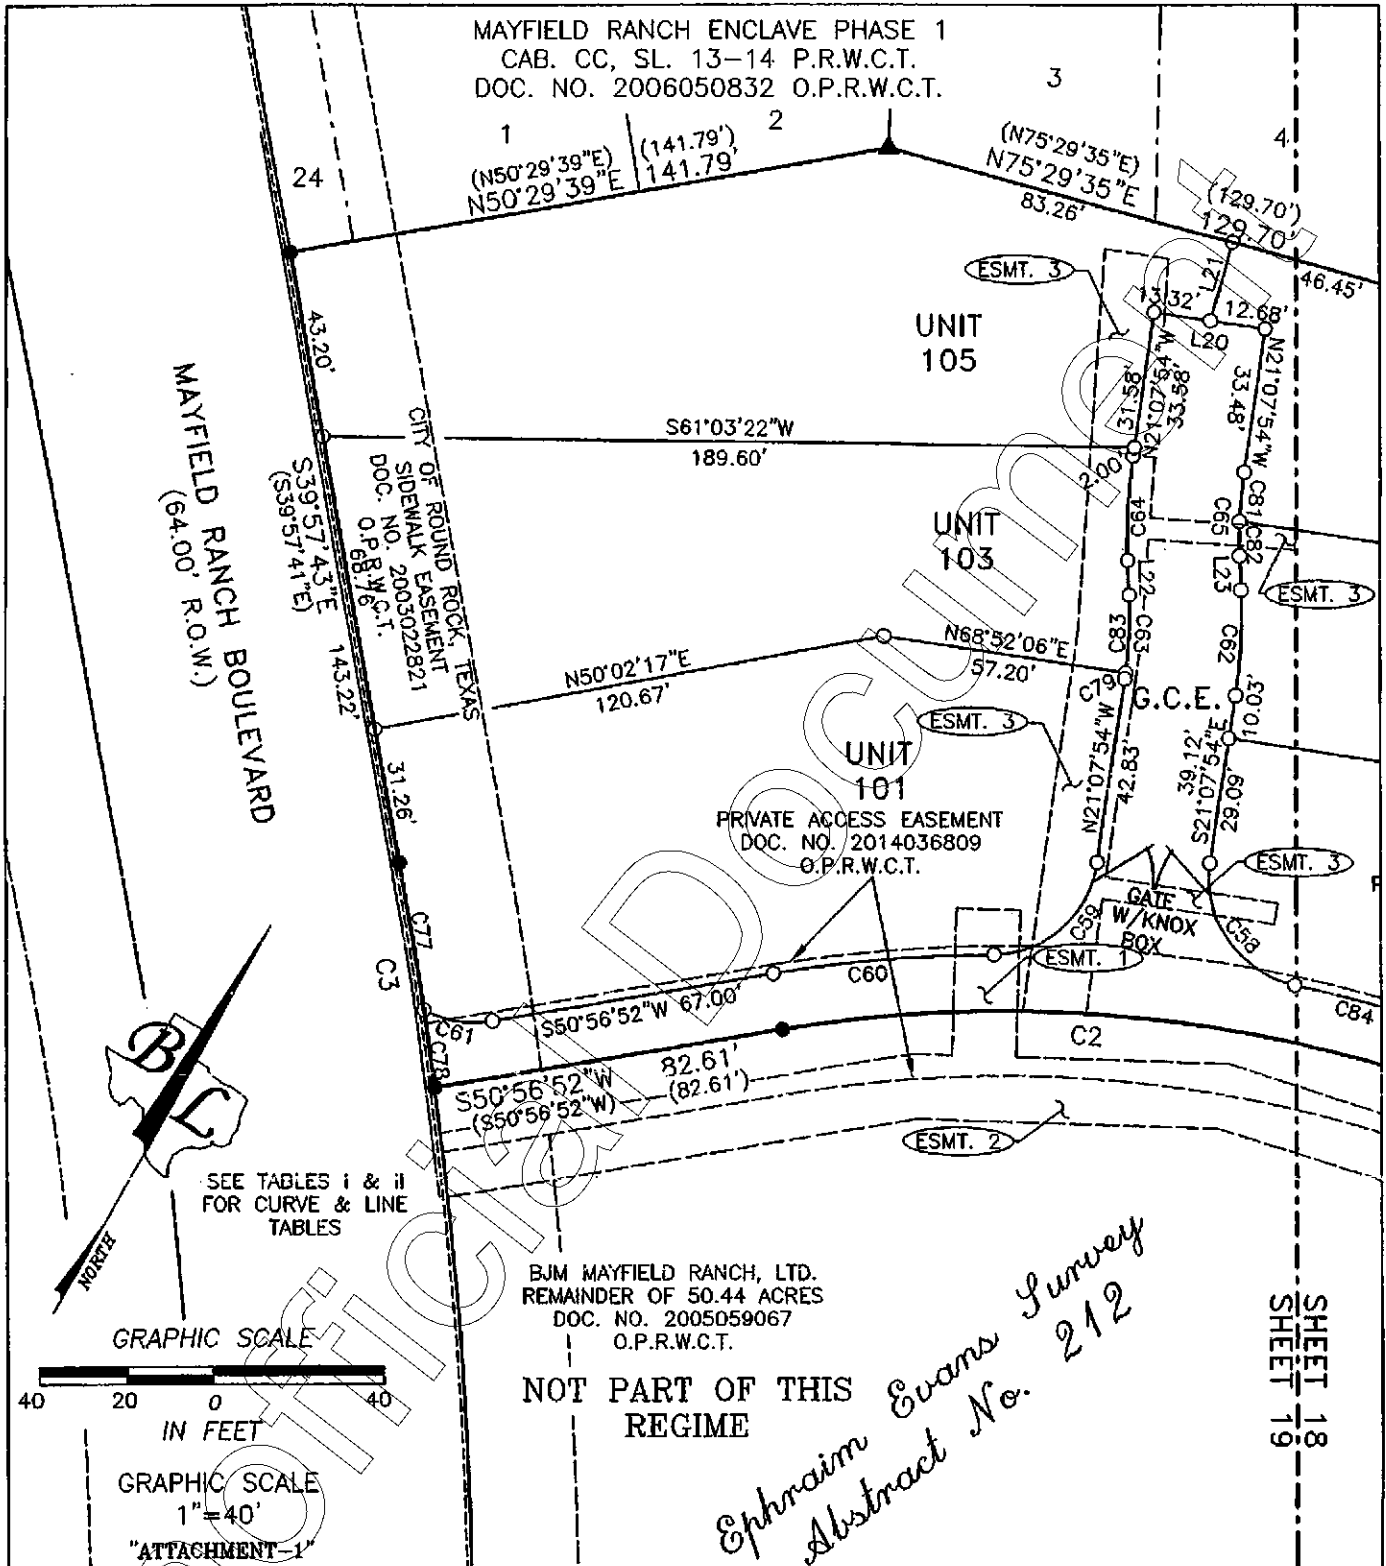 MAYFIELD RANCH ENCLAVE PHASE 1
CAB. CC, SL. 13-14 P.R.W.C.T.
DOC. NO. 2006050832 O.P.R.W.C.T.
24
1
2
3
4
(N50°29'39"E)
N50°29'39"E
(141.79')
141.79'
(N75°29'35"E)
N75°29'35"E
83.26'
(129.70')
129.70'
46.45'
L21
ESMT. 3
13.32'
12.68'
L20
UNIT
105
43.20'
31.58'
N21°07'54"W
33.58'
N21°07'54"W
33.48'
S61°03'22"W
189.60'
2.00'
MAYFIELD RANCH BOULEVARD
(64.00' R.O.W.)
S39°57'43"E
(S39°57'41"E)
143.22'
CITY OF ROUND ROCK, TEXAS
SIDEWALK EASEMENT
DOC. NO. 2003022821
O.P.R.W.C.T.
68.76'
UNIT
103
C64
C65
C81
C82
L22
L23
ESMT. 3
C83
C93
C62
N68°52'06"E
57.20'
C79
N50°02'17"E
120.67'
G.C.E.
10.03'
ESMT. 3
UNIT
101
31.26'
N21°07'54"W
42.83'
39.12'
S21°07'54"E
29.09'
PRIVATE ACCESS EASEMENT
DOC. NO. 2014036809
O.P.R.W.C.T.
ESMT. 3
GATE
W/KNOX
BOX
C59
C58
C77
C3
C60
ESMT. 1
C84
C61
S50°56'52"W 67.00'
C2
C78
S50°56'52"W
(S50°56'52"W)
82.61'
(82.61')
ESMT. 2
B
L
NORTH
SEE TABLES i & ii
FOR CURVE & LINE
TABLES
BJM MAYFIELD RANCH, LTD.
REMAINDER OF 50.44 ACRES
DOC. NO. 2005059067
O.P.R.W.C.T.
NOT PART OF THIS
REGIME
Ephraim Evans Survey
Abstract No. 212
SHEET 18
SHEET 19
GRAPHIC SCALE
40 20 0 40
IN FEET
GRAPHIC SCALE
1"=40'
"ATTACHMENT-1"